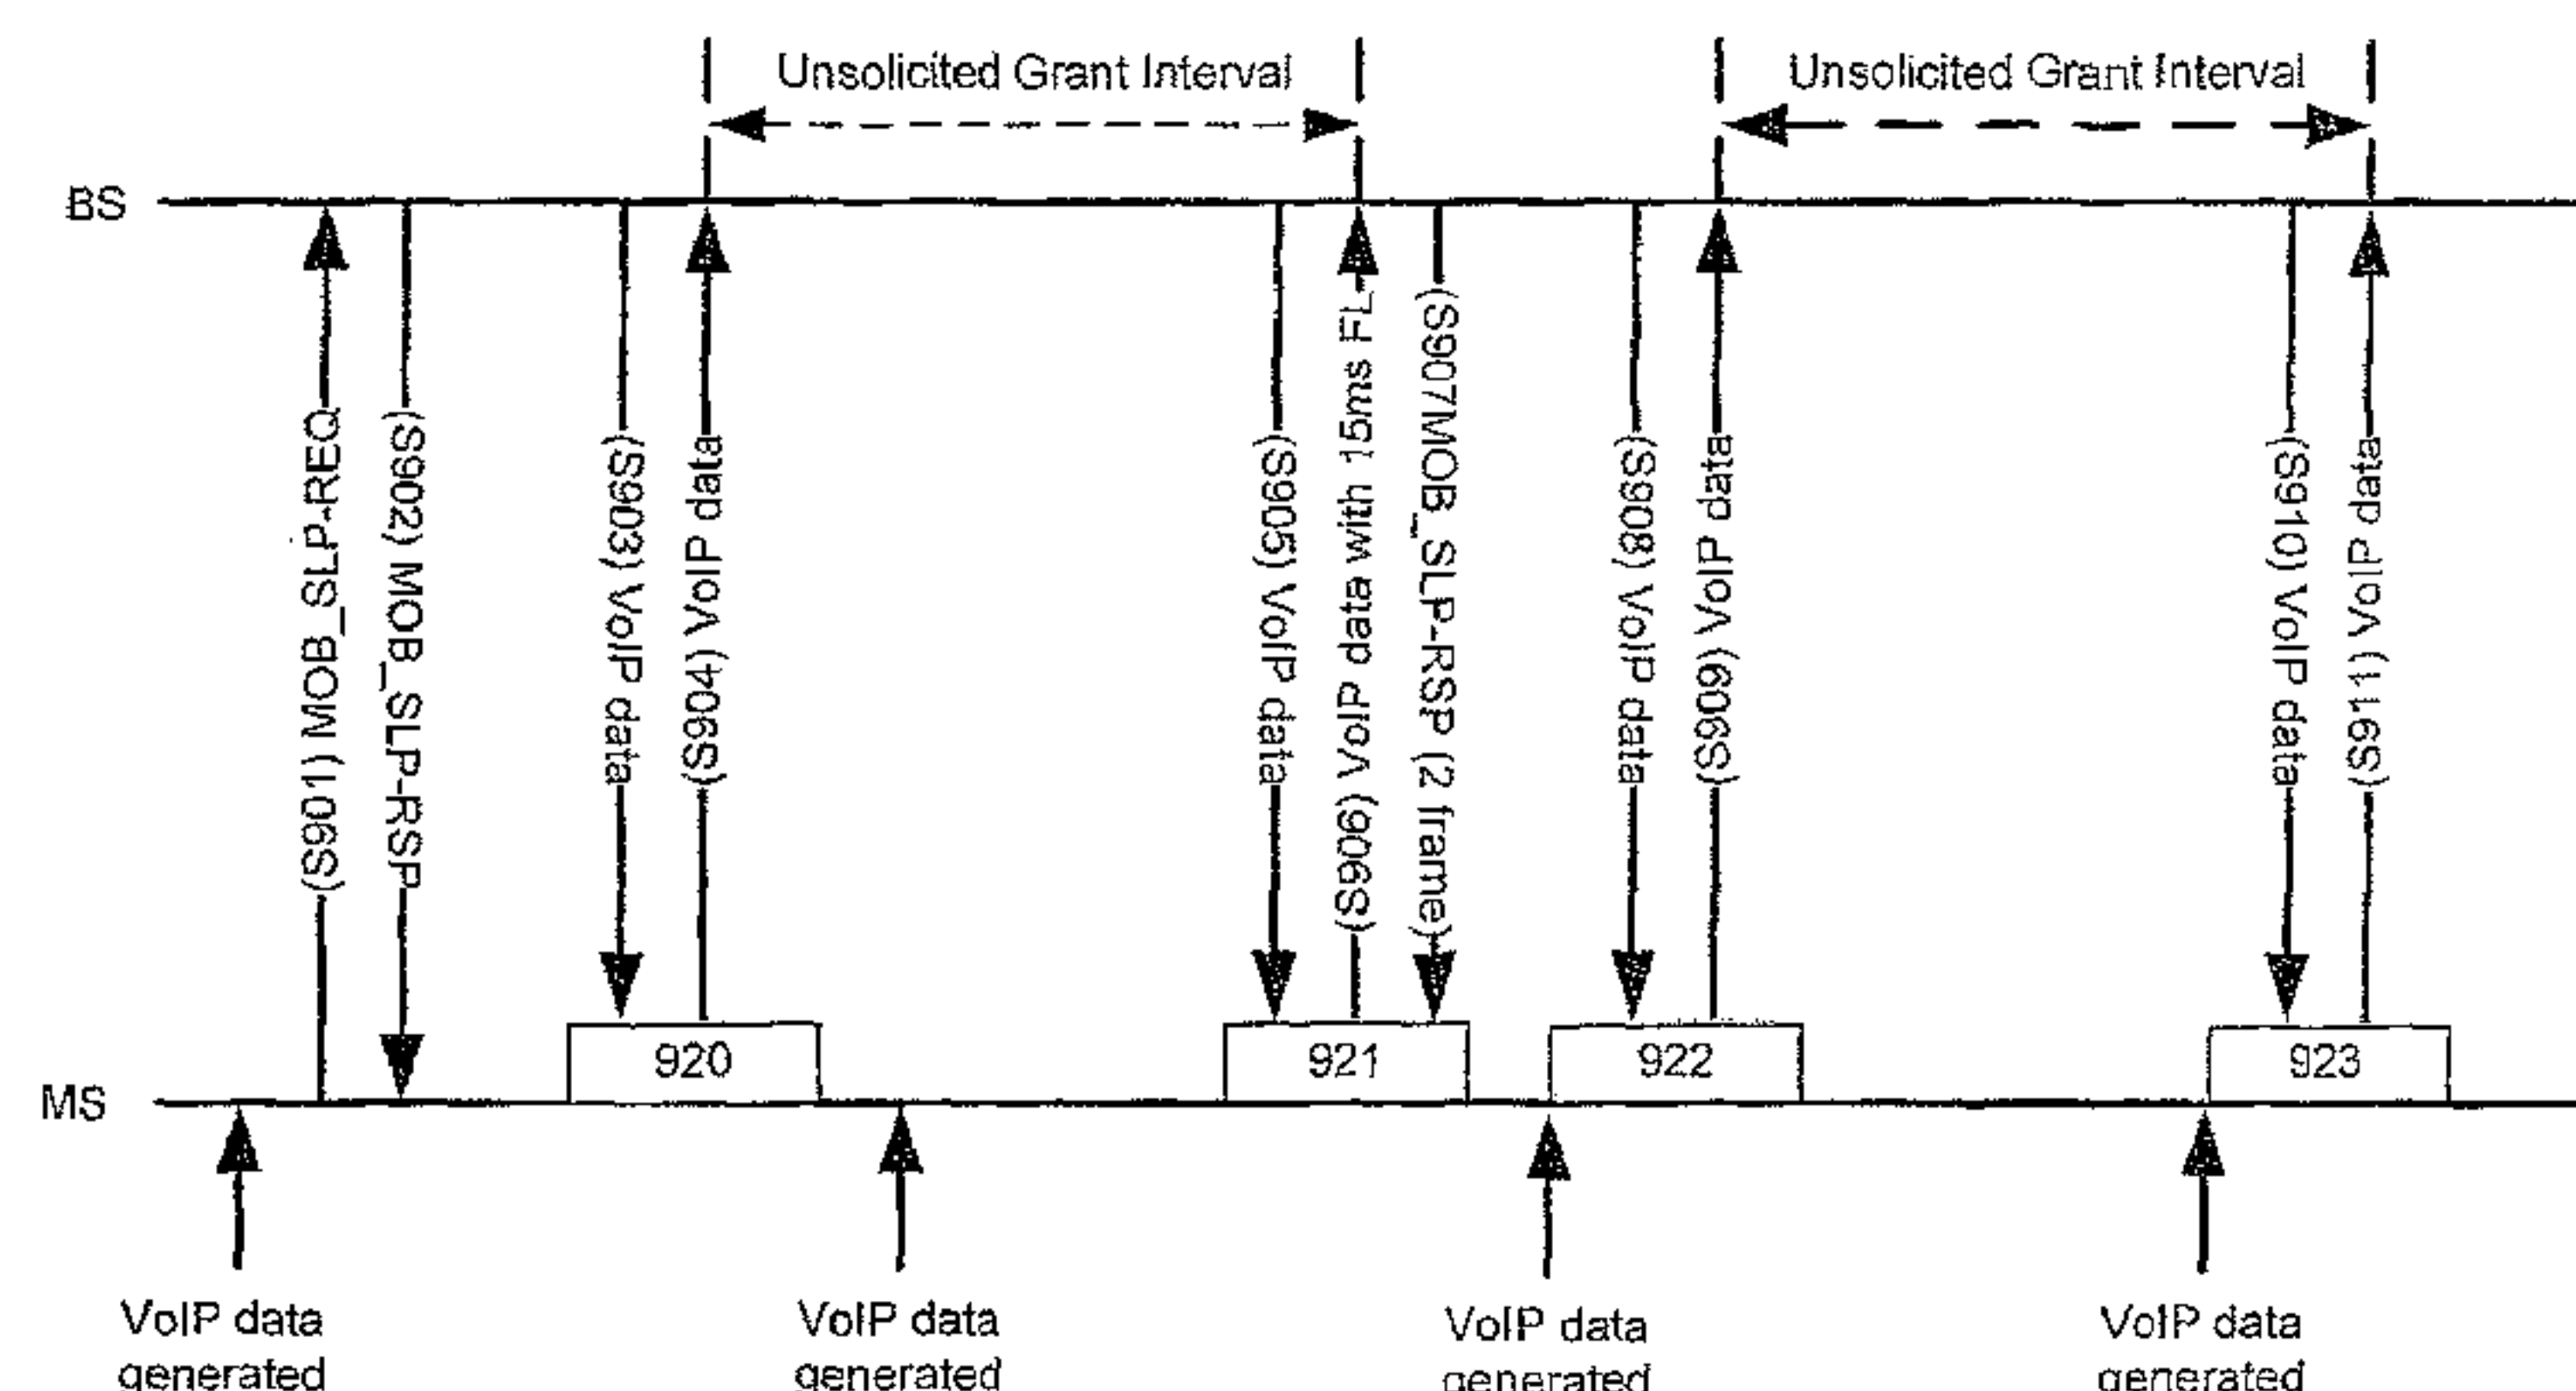 Unsolicited Grant Interval
Unsolicited Grant Interval
BS
(S901) MOB_SLP-REQ
(S902) MOB_SLP-RSP
(S903) VoIP data
(S904) VoIP data
(S905) VoIP data
(S906) VoIP data with 15ms FL
(S907MOB_SLP-RSP (2 frame)
(S908) VoIP data
(S909) VoIP data
(S910) VoIP data
(S911) VoIP data
920
921
922
923
MS
VoIP data
generated
VoIP data
generated
VoIP data
generated
VoIP data
generated